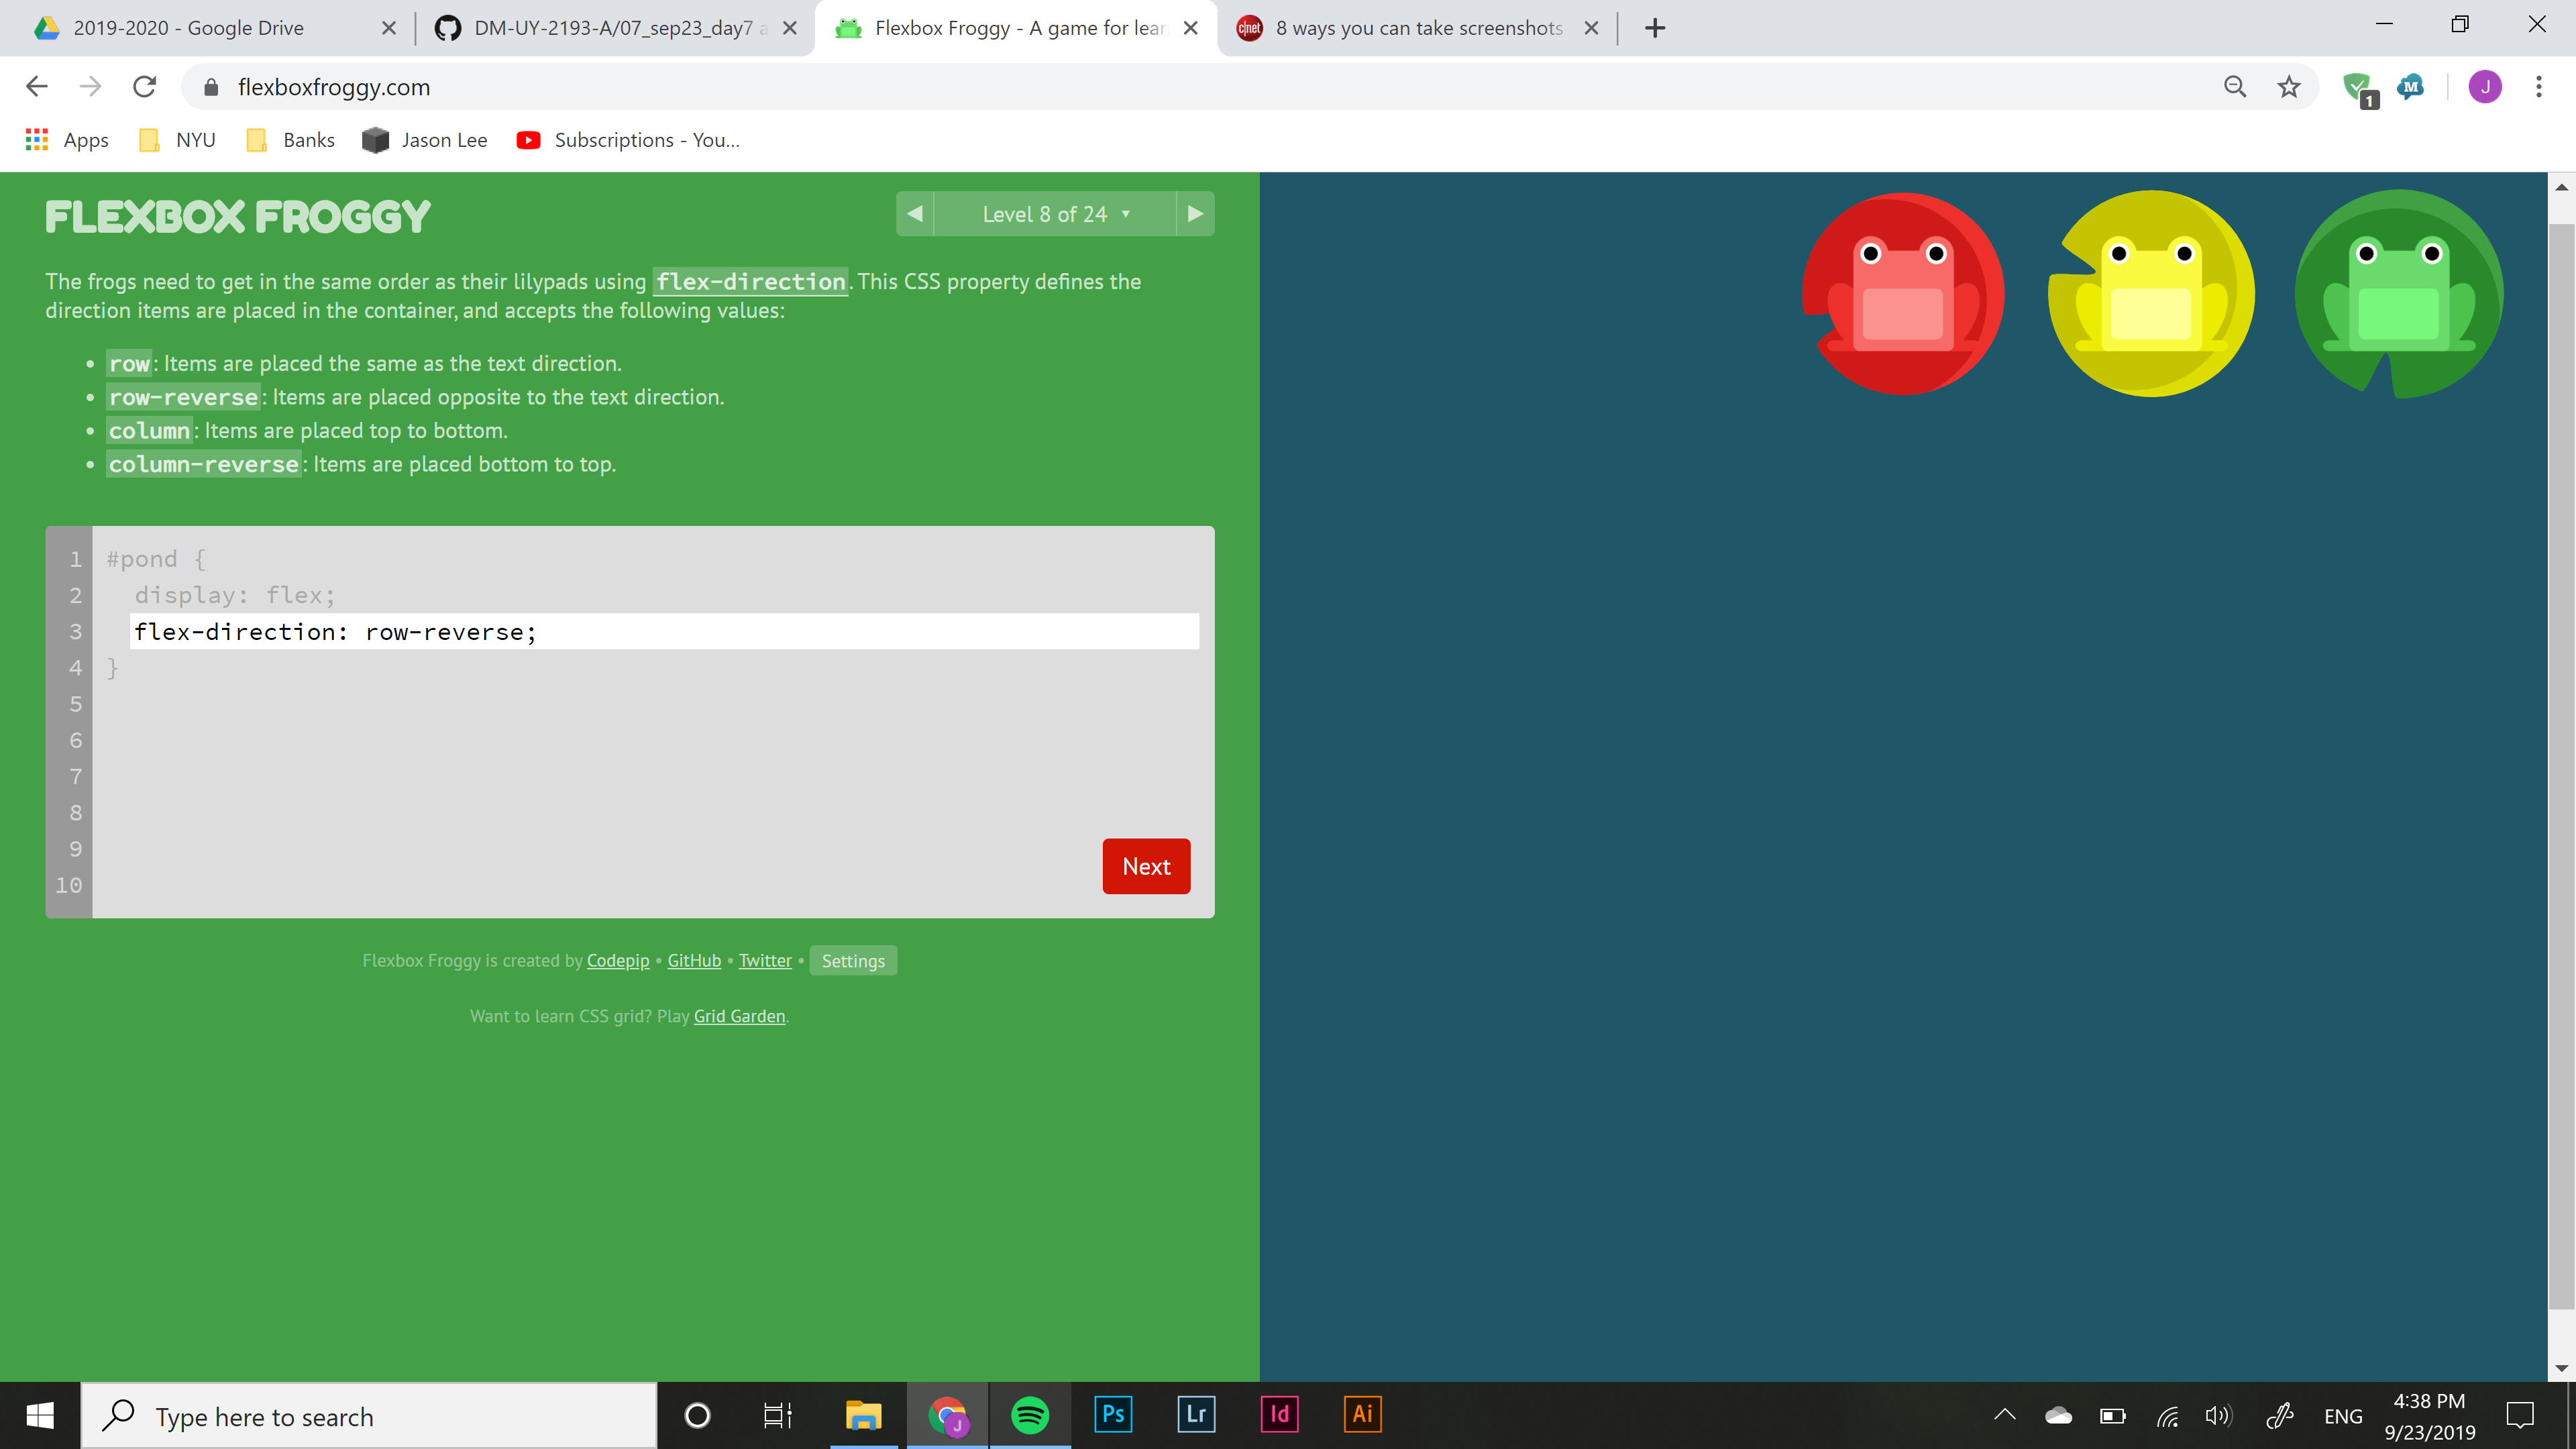 2019-2020 - Google Drive
DM-UY-2193-A/07_sep23_day7 a
Flexbox Froggy - A game for lear
c|net
8 ways you can take screenshots
flexboxfroggy.com
1
M
J
Apps
NYU
Banks
Jason Lee
Subscriptions - You...
FLEXBOX FROGGY
Level 8 of 24
The frogs need to get in the same order as their lilypads using flex-direction. This CSS property defines the
direction items are placed in the container, and accepts the following values:
• row: Items are placed the same as the text direction.
• row-reverse: Items are placed opposite to the text direction.
• column: Items are placed top to bottom.
• column-reverse: Items are placed bottom to top.
1 #pond {
2 display: flex;
3 flex-direction: row-reverse;
4 }
5
6
7
8
9
10
Next
Flexbox Froggy is created by Codepip • GitHub • Twitter • Settings
Want to learn CSS grid? Play Grid Garden.
Type here to search
J
Ps
Lr
Id
Ai
ENG
4:38 PM
9/23/2019